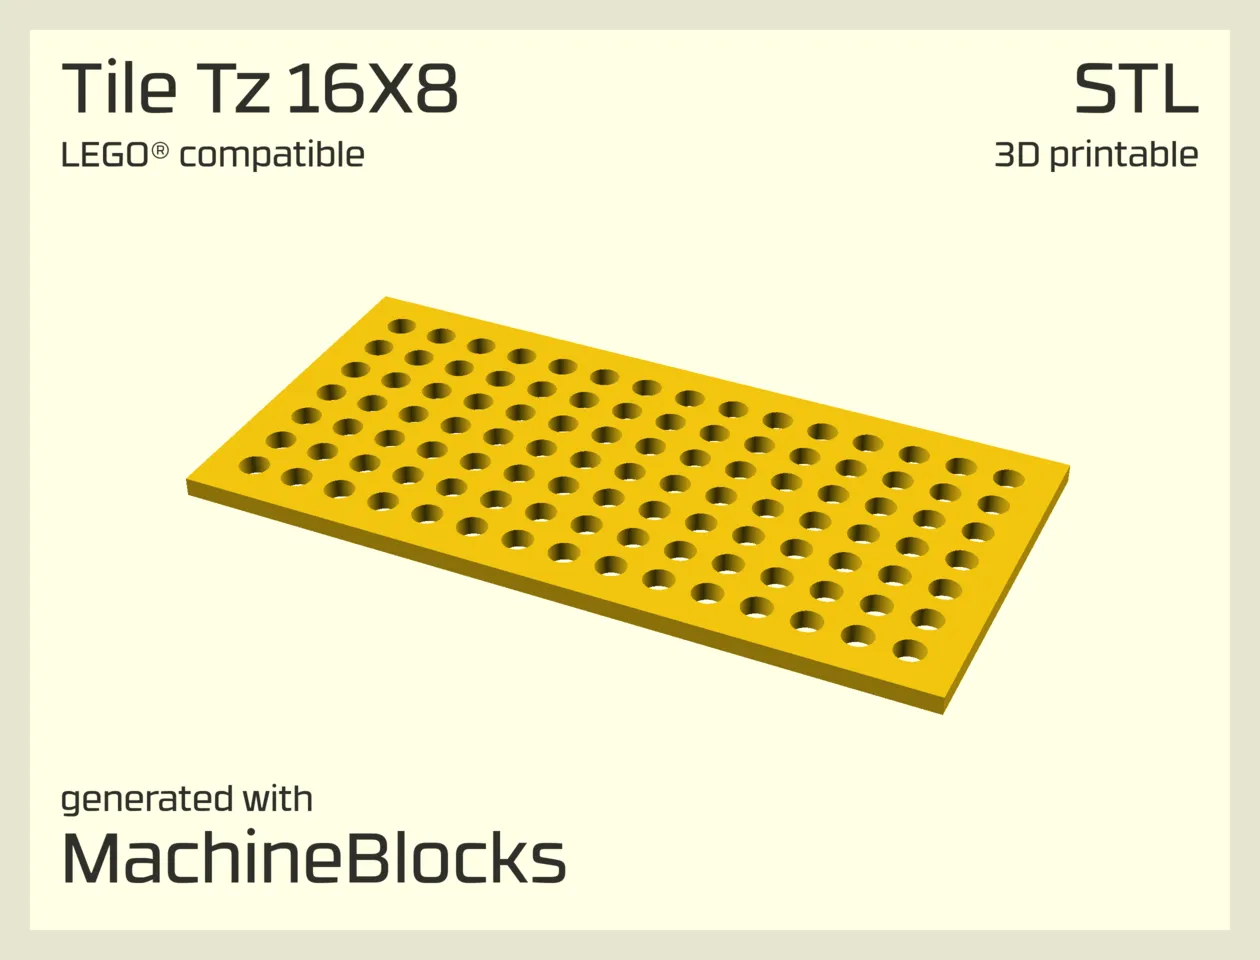 Tile Tz 16X8
LEGO® compatible
STL
3D printable
generated with
MachineBlocks